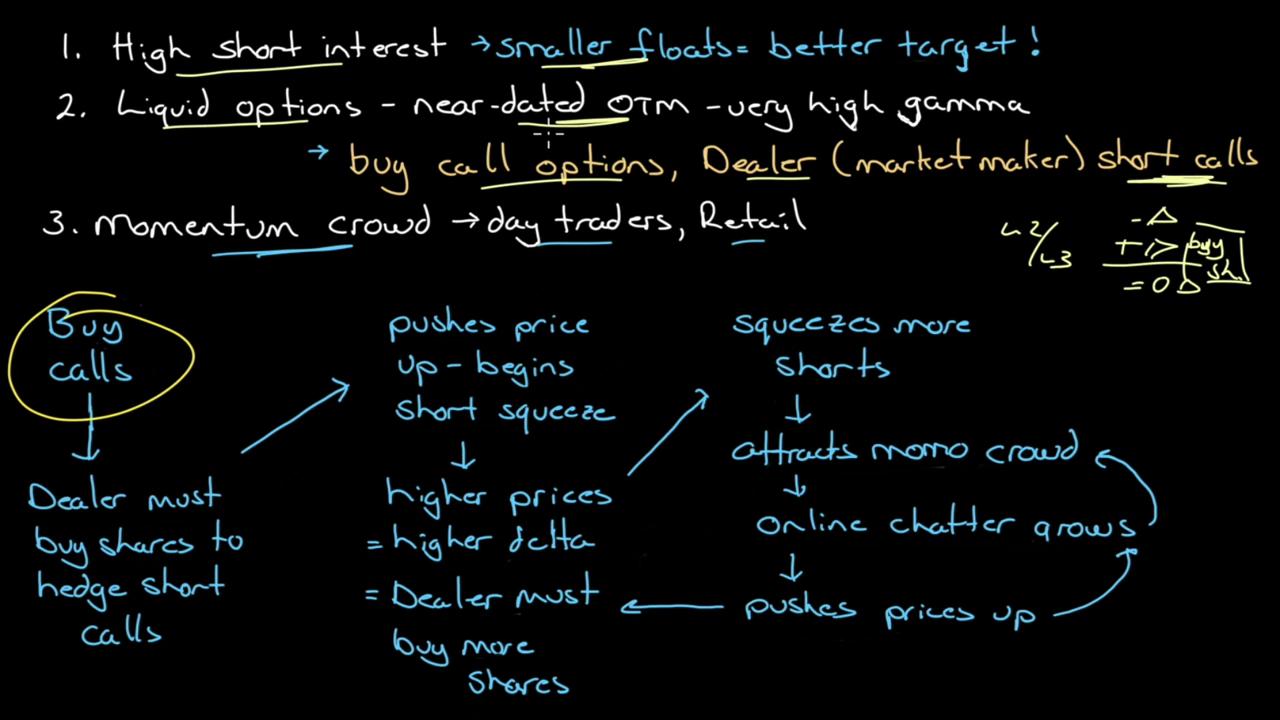 1. High short interest → smaller floats = better target!
2. Liquid options - near-dated OTM - very high gamma
→ buy call options, Dealer (market maker) short calls
3. Momentum crowd → day traders, Retail
- Δ
buy
sh.
= 0 Δ
Buy
calls
↓
Dealer must
buy shares to
hedge short
calls
pushes price
up - begins
short squeeze
↓
higher prices
= higher delta
= Dealer must
buy more
shares
squeezes more
shorts
↓
attracts momo crowd
↓
online chatter grows
↓
pushes prices up